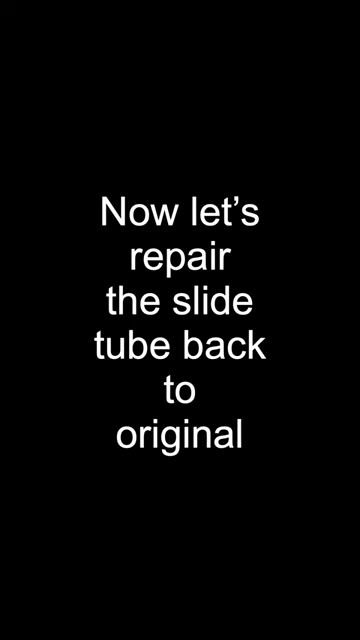 Now let’s
repair
the slide
tube back
to
original